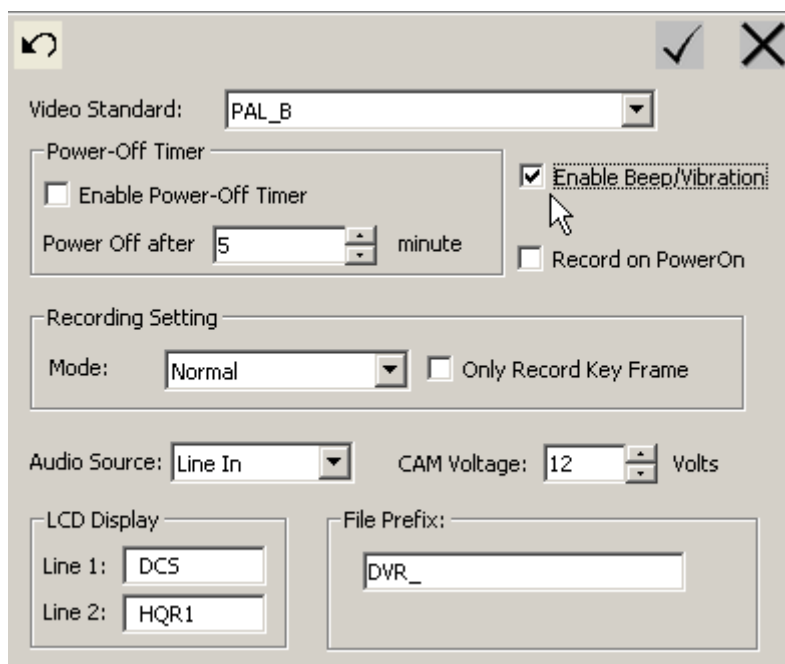 Video Standard: PAL_B
Power-Off Timer
Enable Power-Off Timer
Power Off after 5 minute
Enable Beep/Vibration
Record on PowerOn
Recording Setting
Mode: Normal Only Record Key Frame
Audio Source: Line In CAM Voltage: 12 Volts
LCD Display
Line 1: DCS
Line 2: HQR1
File Prefix:
DVR_